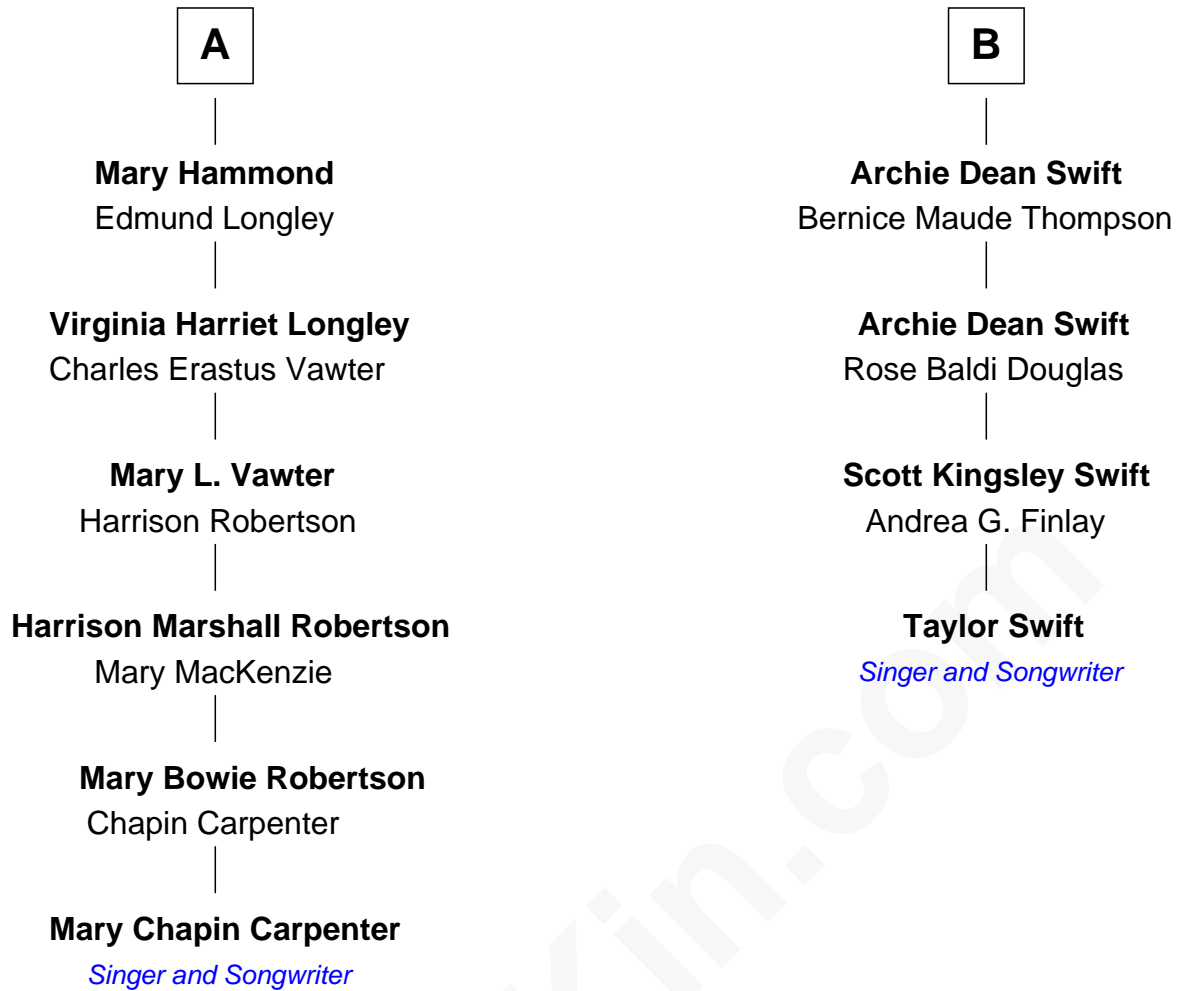 A
Mary Hammond
Edmund Longley
Virginia Harriet Longley
Charles Erastus Vawter
Mary L. Vawter
Harrison Robertson
Harrison Marshall Robertson
Mary MacKenzie
Mary Bowie Robertson
Chapin Carpenter
Mary Chapin Carpenter
Singer and Songwriter
B
Archie Dean Swift
Bernice Maude Thompson
Archie Dean Swift
Rose Baldi Douglas
Scott Kingsley Swift
Andrea G. Finlay
Taylor Swift
Singer and Songwriter
kin.com